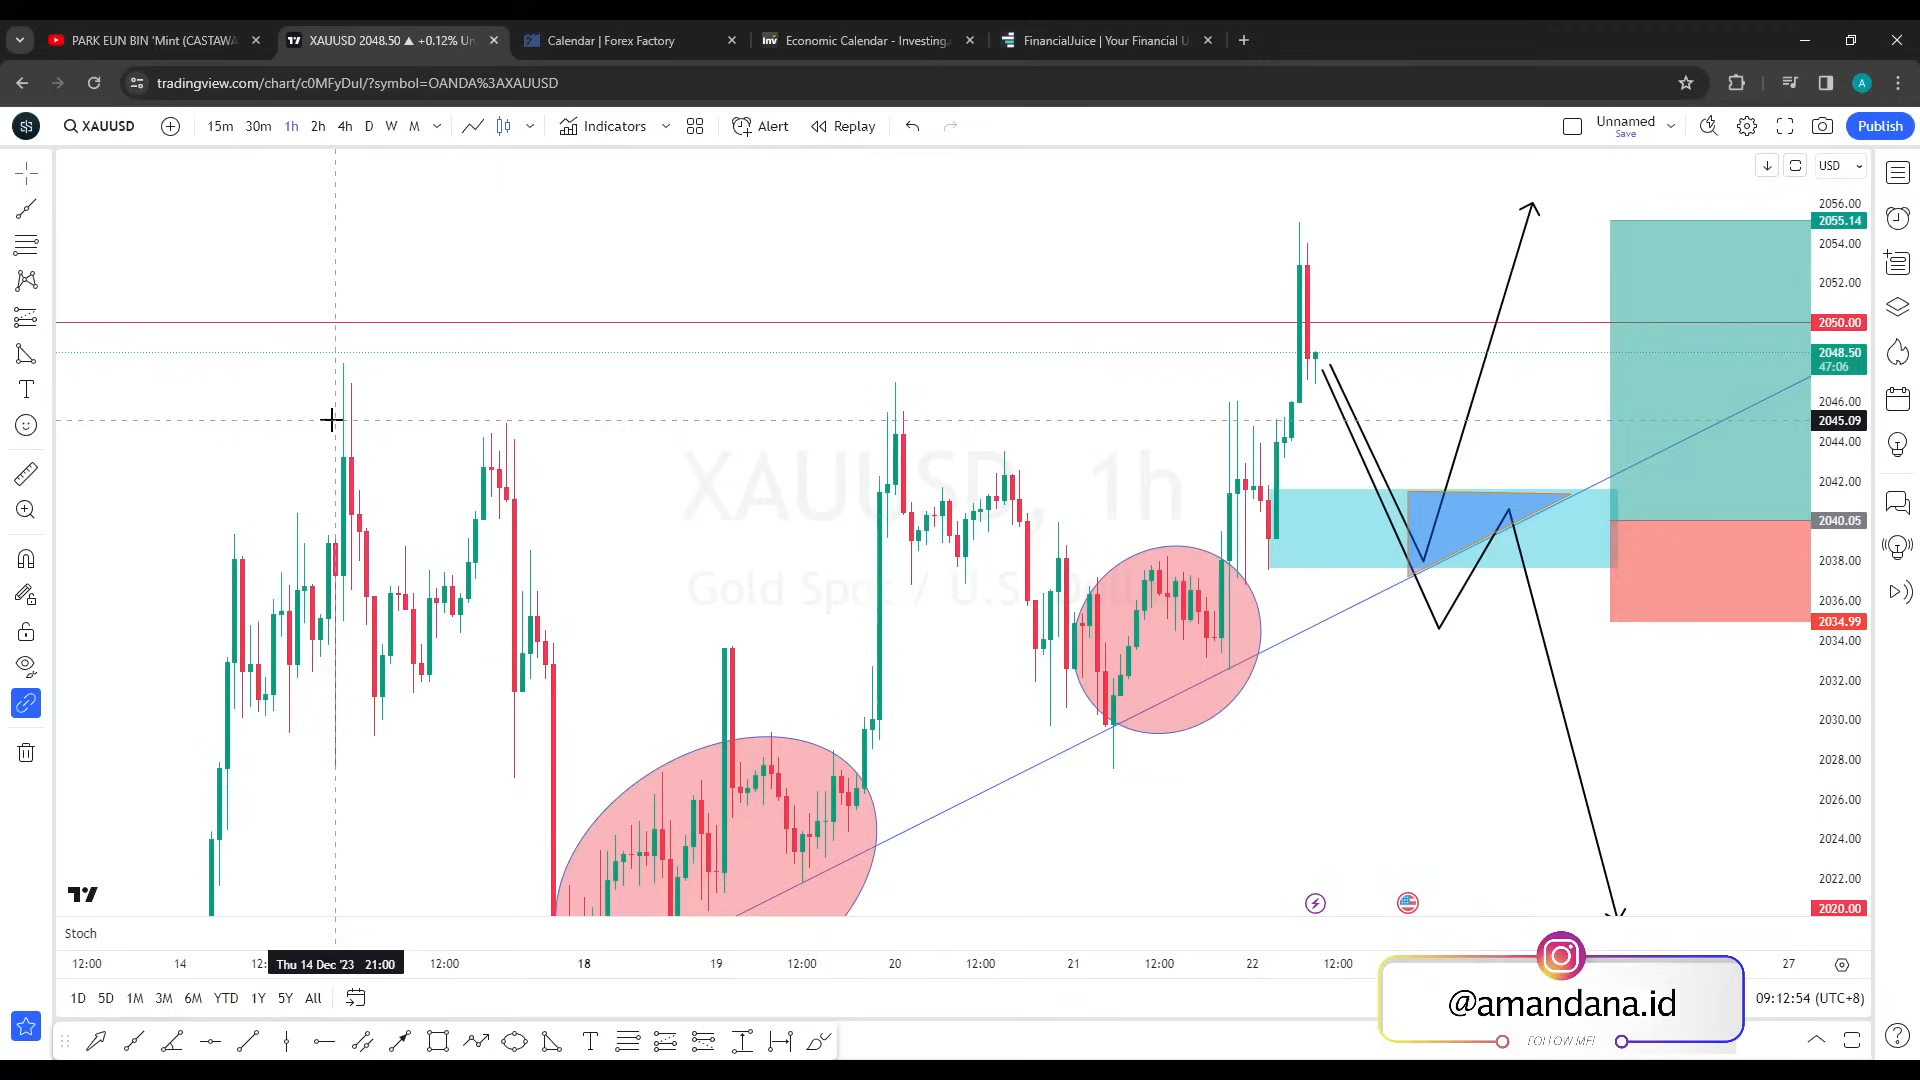 PARK EUN BIN 'Mint (CASTAWA
XAUUSD 2048.50 ▲ +0.12% Un
Calendar | Forex Factory
Economic Calendar - Investing.
FinancialJuice | Your Financial U
tradingview.com/chart/c0MFyDul/?symbol=OANDA%3AXAUUSD
XAUUSD
15m
30m
1h
2h
4h
D
W
M
Indicators
Alert
Replay
Unnamed
Save
Publish
USD
2056.00
2055.14
2054.00
2052.00
2050.00
2048.50
47:06
2046.00
2045.09
2044.00
2042.00
2040.05
2038.00
2036.00
2034.99
2034.00
2032.00
2030.00
2028.00
2026.00
2024.00
2022.00
2020.00
XAUUSD, 1h
Gold Spot / U.S. Dollar
Stoch
12:00
14
12:
Thu 14 Dec '23 21:00
12:00
18
19
12:00
20
12:00
21
12:00
22
12:00
27
1D
5D
1M
3M
6M
YTD
1Y
5Y
All
09:12:54 (UTC+8)
@amandana.id
FOLLOW ME!